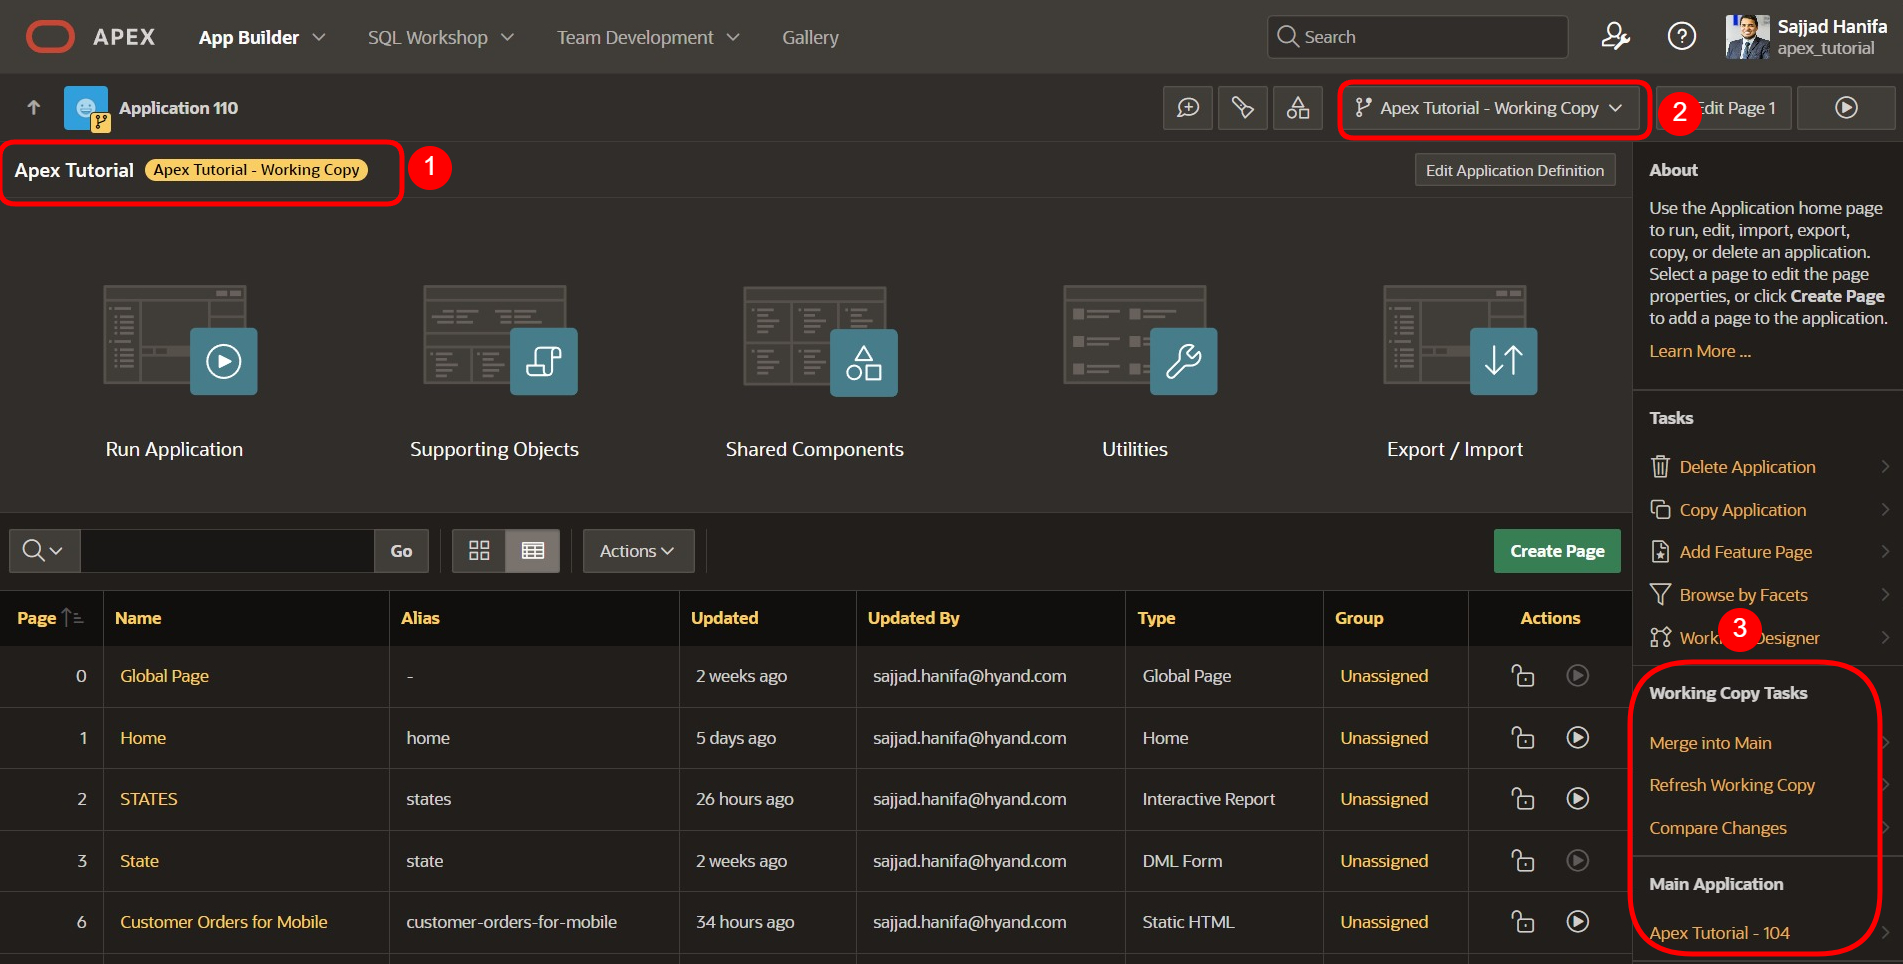 APEX
App Builder
SQL Workshop
Team Development
Gallery
Search
Sajjad Hanifa
apex_tutorial
Application 110
Apex Tutorial - Working Copy
2
Edit Page 1
Apex Tutorial
Apex Tutorial - Working Copy
1
Edit Application Definition
About
Use the Application home page
to run, edit, import, export,
copy, or delete an application.
Select a page to edit the page
properties, or click Create Page
to add a page to the application.
Learn More ...
Run Application
Supporting Objects
Shared Components
Utilities
Export / Import
Tasks
Delete Application
Copy Application
Add Feature Page
Browse by Facets
Designer
3
Go
Actions
Create Page
Page Name Alias Updated Updated By Type Group Actions
0 Global Page - 2 weeks ago sajjad.hanifa@hyand.com Global Page Unassigned
1 Home home 5 days ago sajjad.hanifa@hyand.com Home Unassigned
2 STATES states 26 hours ago sajjad.hanifa@hyand.com Interactive Report Unassigned
3 State state 2 weeks ago sajjad.hanifa@hyand.com DML Form Unassigned
6 Customer Orders for Mobile customer-orders-for-mobile 34 hours ago sajjad.hanifa@hyand.com Static HTML Unassigned
Working Copy Tasks
Merge into Main
Refresh Working Copy
Compare Changes
Main Application
Apex Tutorial - 104